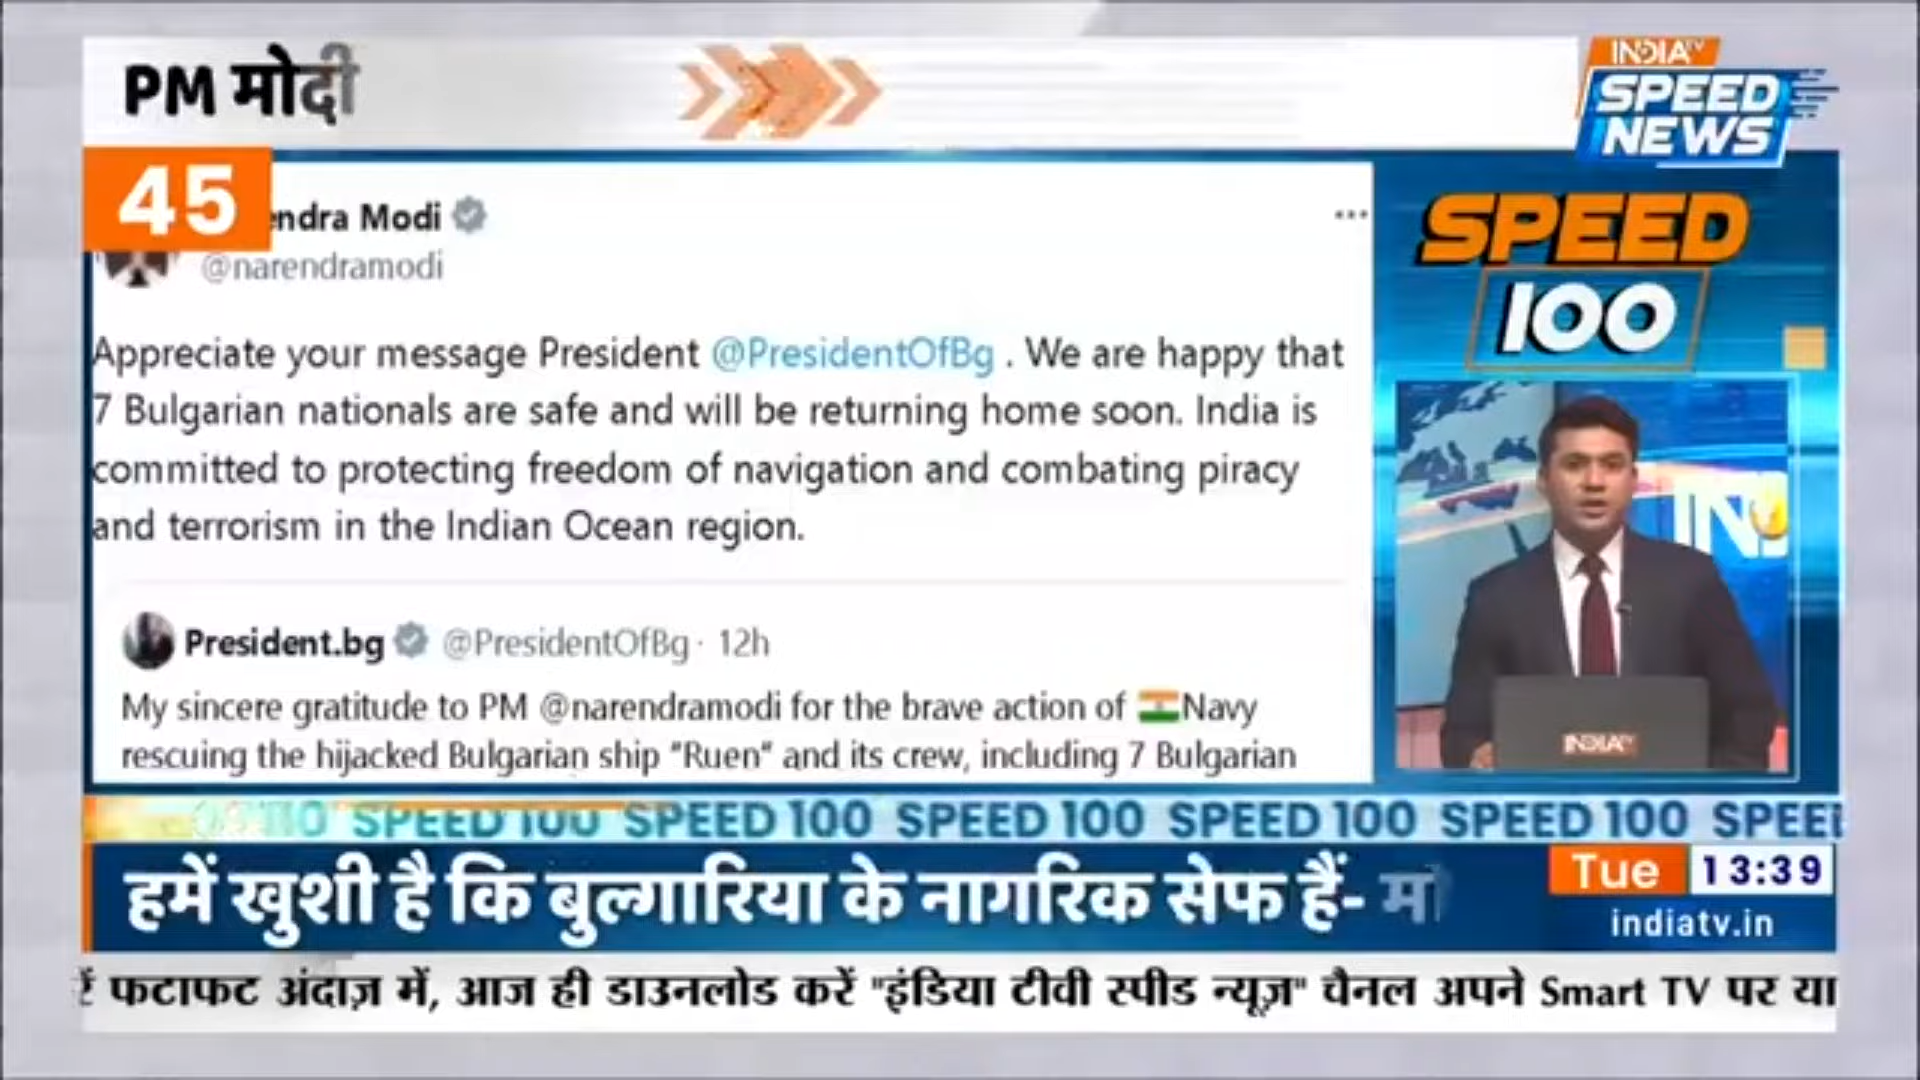 PM मोदी
INDIA TV
SPEED
NEWS
45
endra Modi
@narendramodi
Appreciate your message President @PresidentOfBg . We are happy that
7 Bulgarian nationals are safe and will be returning home soon. India is
committed to protecting freedom of navigation and combating piracy
and terrorism in the Indian Ocean region.
President.bg @PresidentOfBg · 12h
My sincere gratitude to PM @narendramodi for the brave action of Navy
rescuing the hijacked Bulgarian ship "Ruen" and its crew, including 7 Bulgarian
SPEED
100
IN
INDIA TV
SPEED 100 SPEED 100 SPEED 100 SPEED 100 SPEED 100
हमें खुशी है कि बुल्गारिया के नागरिक सेफ हैं-
Tue 13:39
indiatv.in
फटाफट अंदाज़ में, आज ही डाउनलोड करें "इंडिया टीवी स्पीड न्यूज़" चैनल अपने Smart TV पर या